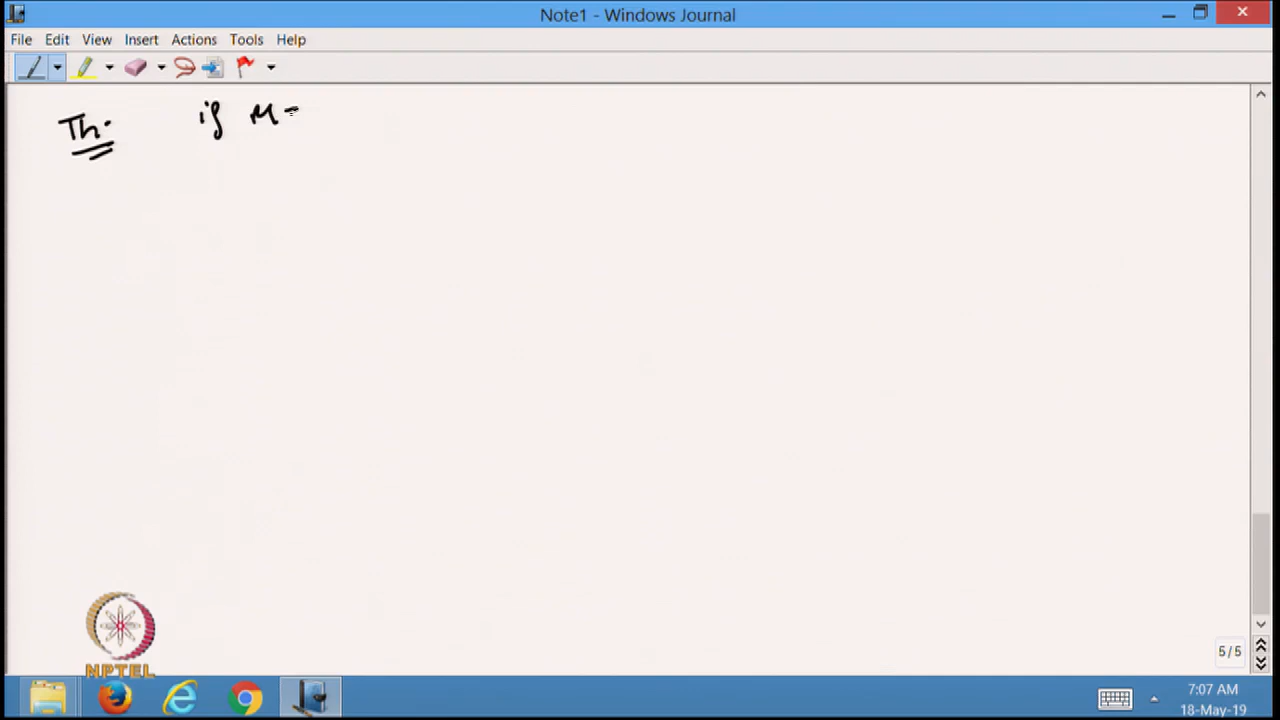 Note1 - Windows Journal
File Edit View Insert Actions Tools Help
Th. if M=
NPTEL
5 / 5
7:07 AM
18-May-19